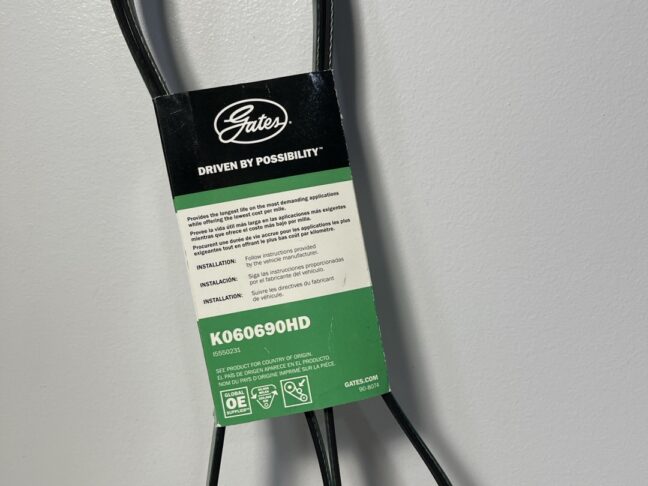 Gates
DRIVEN BY POSSIBILITY™
Provides the longest life on the most demanding applications
while offering the lowest cost per mile.
Provee la vida útil más larga en las aplicaciones más exigentes
mientras que ofrece el costo más bajo por milla.
Procurent une durée de vie accrue pour les applications les plus
exigeantes tout en offrant le plus bas coût par kilomètre.
INSTALLATION: Follow instructions provided
by the vehicle manufacturer.
INSTALACIÓN: Siga las instrucciones proporcionadas
por el fabricante del vehículo.
INSTALLATION: Suivre les directives du fabricant
de véhicule.
K060690HD
I5550231
SEE PRODUCT FOR COUNTRY OF ORIGIN.
EL PAÍS DE ORIGEN APARECE EN EL PRODUCTO.
NOM DU PAYS D'ORIGINE IMPRIMÉ SUR LA PIÈCE.
GLOBAL
OE
SUPPLIER™
GATES.COM
90-8074